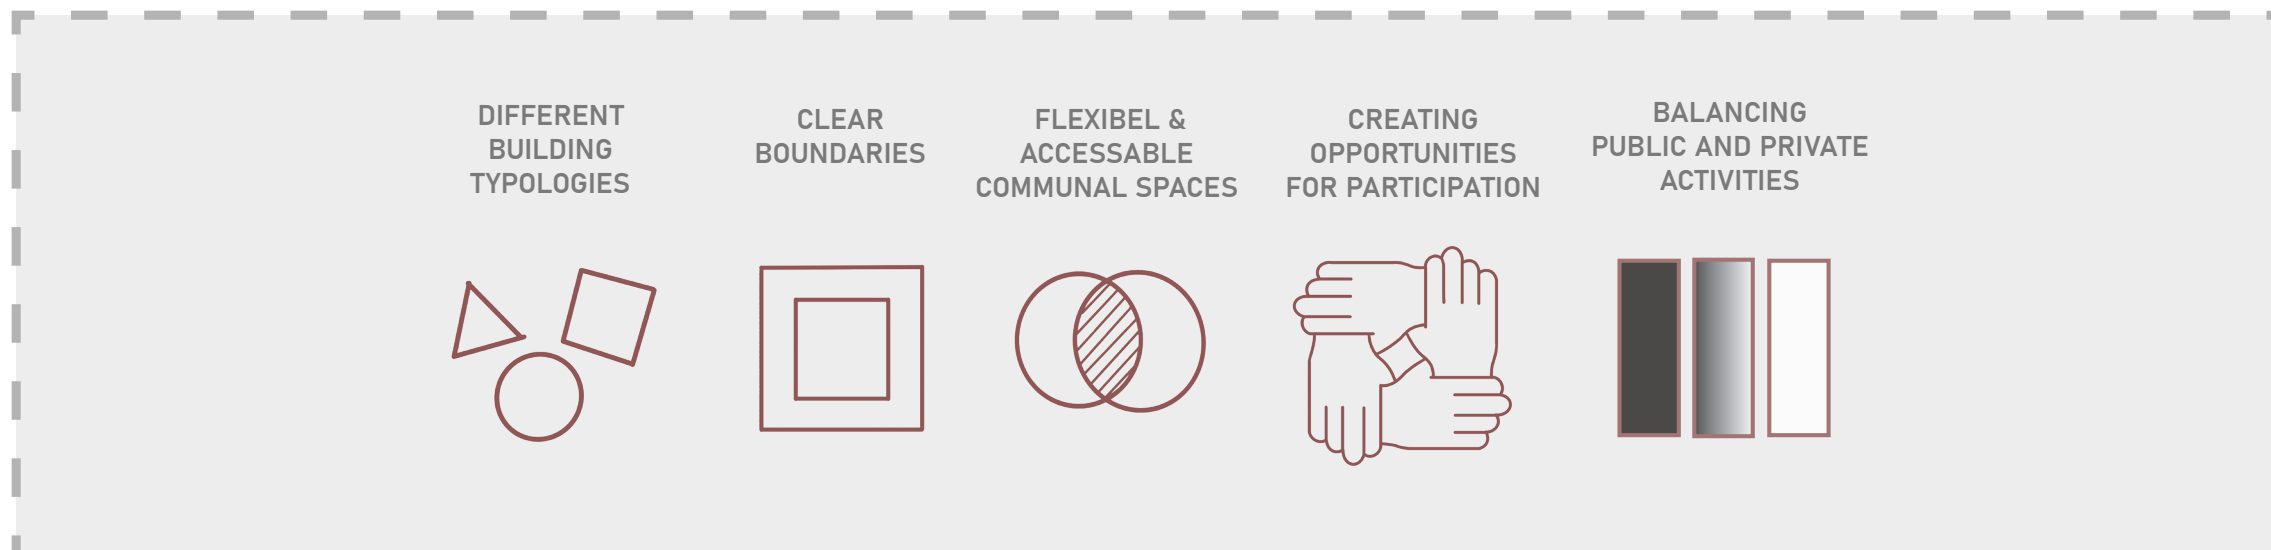 DIFFERENT
BUILDING
TYPOLOGIES
CLEAR
BOUNDARIES
FLEXIBEL &
ACCESSABLE
COMMUNAL SPACES
CREATING
OPPORTUNITIES
FOR PARTICIPATION
BALANCING
PUBLIC AND PRIVATE
ACTIVITIES